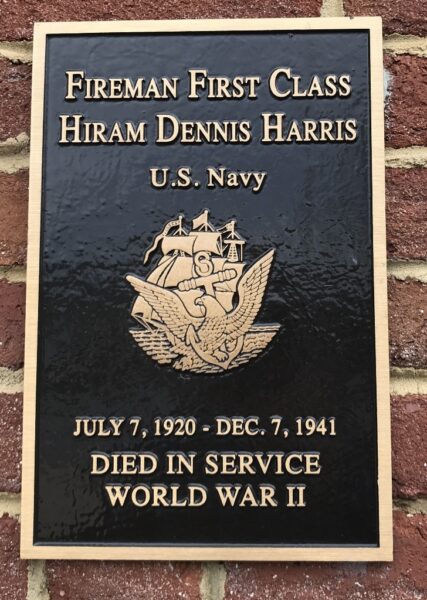 Fireman First Class
Hiram Dennis Harris
U.S. Navy
JULY 7, 1920 - DEC. 7, 1941
DIED IN SERVICE
WORLD WAR II